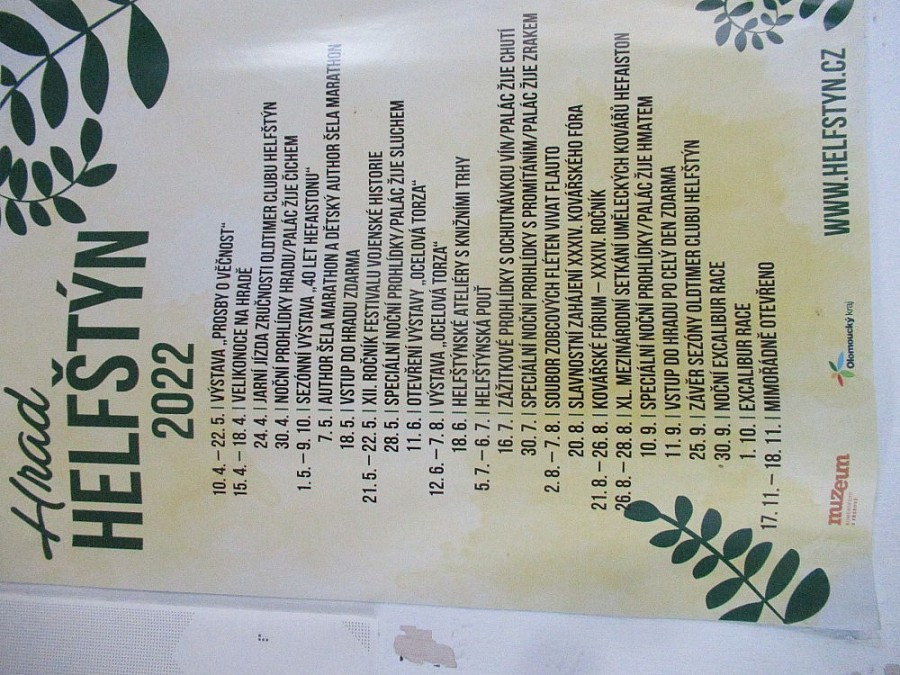 Hrad
HELFŠTÝN
2022
10. 4. – 22. 5. | VÝSTAVA „PROSBY O VĚČNOST“
15. 4. – 18. 4. | VELIKONOCE NA HRADĚ
24. 4. | JARNÍ JÍZDA ZRUČNOSTI OLDTIMER CLUBU HELFŠTÝN
30. 4. | NOČNÍ PROHLÍDKY HRADU/PALÁC ŽIJE ČICHEM
1. 5. – 9. 10. | SEZÓNNÍ VÝSTAVA „40 LET HEFAISTONU“
7. 5. | AUTHOR ŠELA MARATHON A DĚTSKÝ AUTHOR ŠELA MARATHON
18. 5. | VSTUP DO HRADU ZDARMA
21. 5. – 22. 5. | XII. ROČNÍK FESTIVALU VOJENSKÉ HISTORIE
28. 5. | SPECIÁLNÍ NOČNÍ PROHLÍDKY/PALÁC ŽIJE SLUCHEM
11. 6. | OTEVŘENÍ VÝSTAVY „OCELOVÁ TORZA“
12. 6. – 7. 8. | VÝSTAVA „OCELOVÁ TORZA“
18. 6. | HELFŠTÝNSKÉ ATELIÉRY S KNIŽNÍMI TRHY
5. 7. – 6. 7. | HELFŠTÝNSKÁ POUŤ
16. 7. | ZÁŽITKOVÉ PROHLÍDKY S OCHUTNÁVKOU VÍN/PALÁC ŽIJE CHUTÍ
30. 7. | SPECIÁLNÍ NOČNÍ PROHLÍDKY S PROMÍTÁNÍM/PALÁC ŽIJE ZRAKEM
2. 8. – 7. 8. | SOUBOR ZOBCOVÝCH FLÉTEN VIVAT FLAUTO
20. 8. | SLAVNOSTNÍ ZAHÁJENÍ XXXIV. KOVÁŘSKÉHO FÓRA
21. 8. – 26. 8. | KOVÁŘSKÉ FÓRUM – XXXIV. ROČNÍK
26. 8. – 28. 8. | XL. MEZINÁRODNÍ SETKÁNÍ UMĚLECKÝCH KOVÁŘŮ HEFAISTON
10. 9. | SPECIÁLNÍ NOČNÍ PROHLÍDKY/PALÁC ŽIJE HMATEM
11. 9. | VSTUP DO HRADU PO CELÝ DEN ZDARMA
25. 9. | ZÁVĚR SEZÓNY OLDTIMER CLUBU HELFŠTÝN
30. 9. | NOČNÍ EXCALIBUR RACE
1. 10. | EXCALIBUR RACE
17. 11. – 18. 11. | MIMOŘÁDNĚ OTEVŘENO
muzeum
Olomoucký kraj
WWW.HELFSTYN.CZ